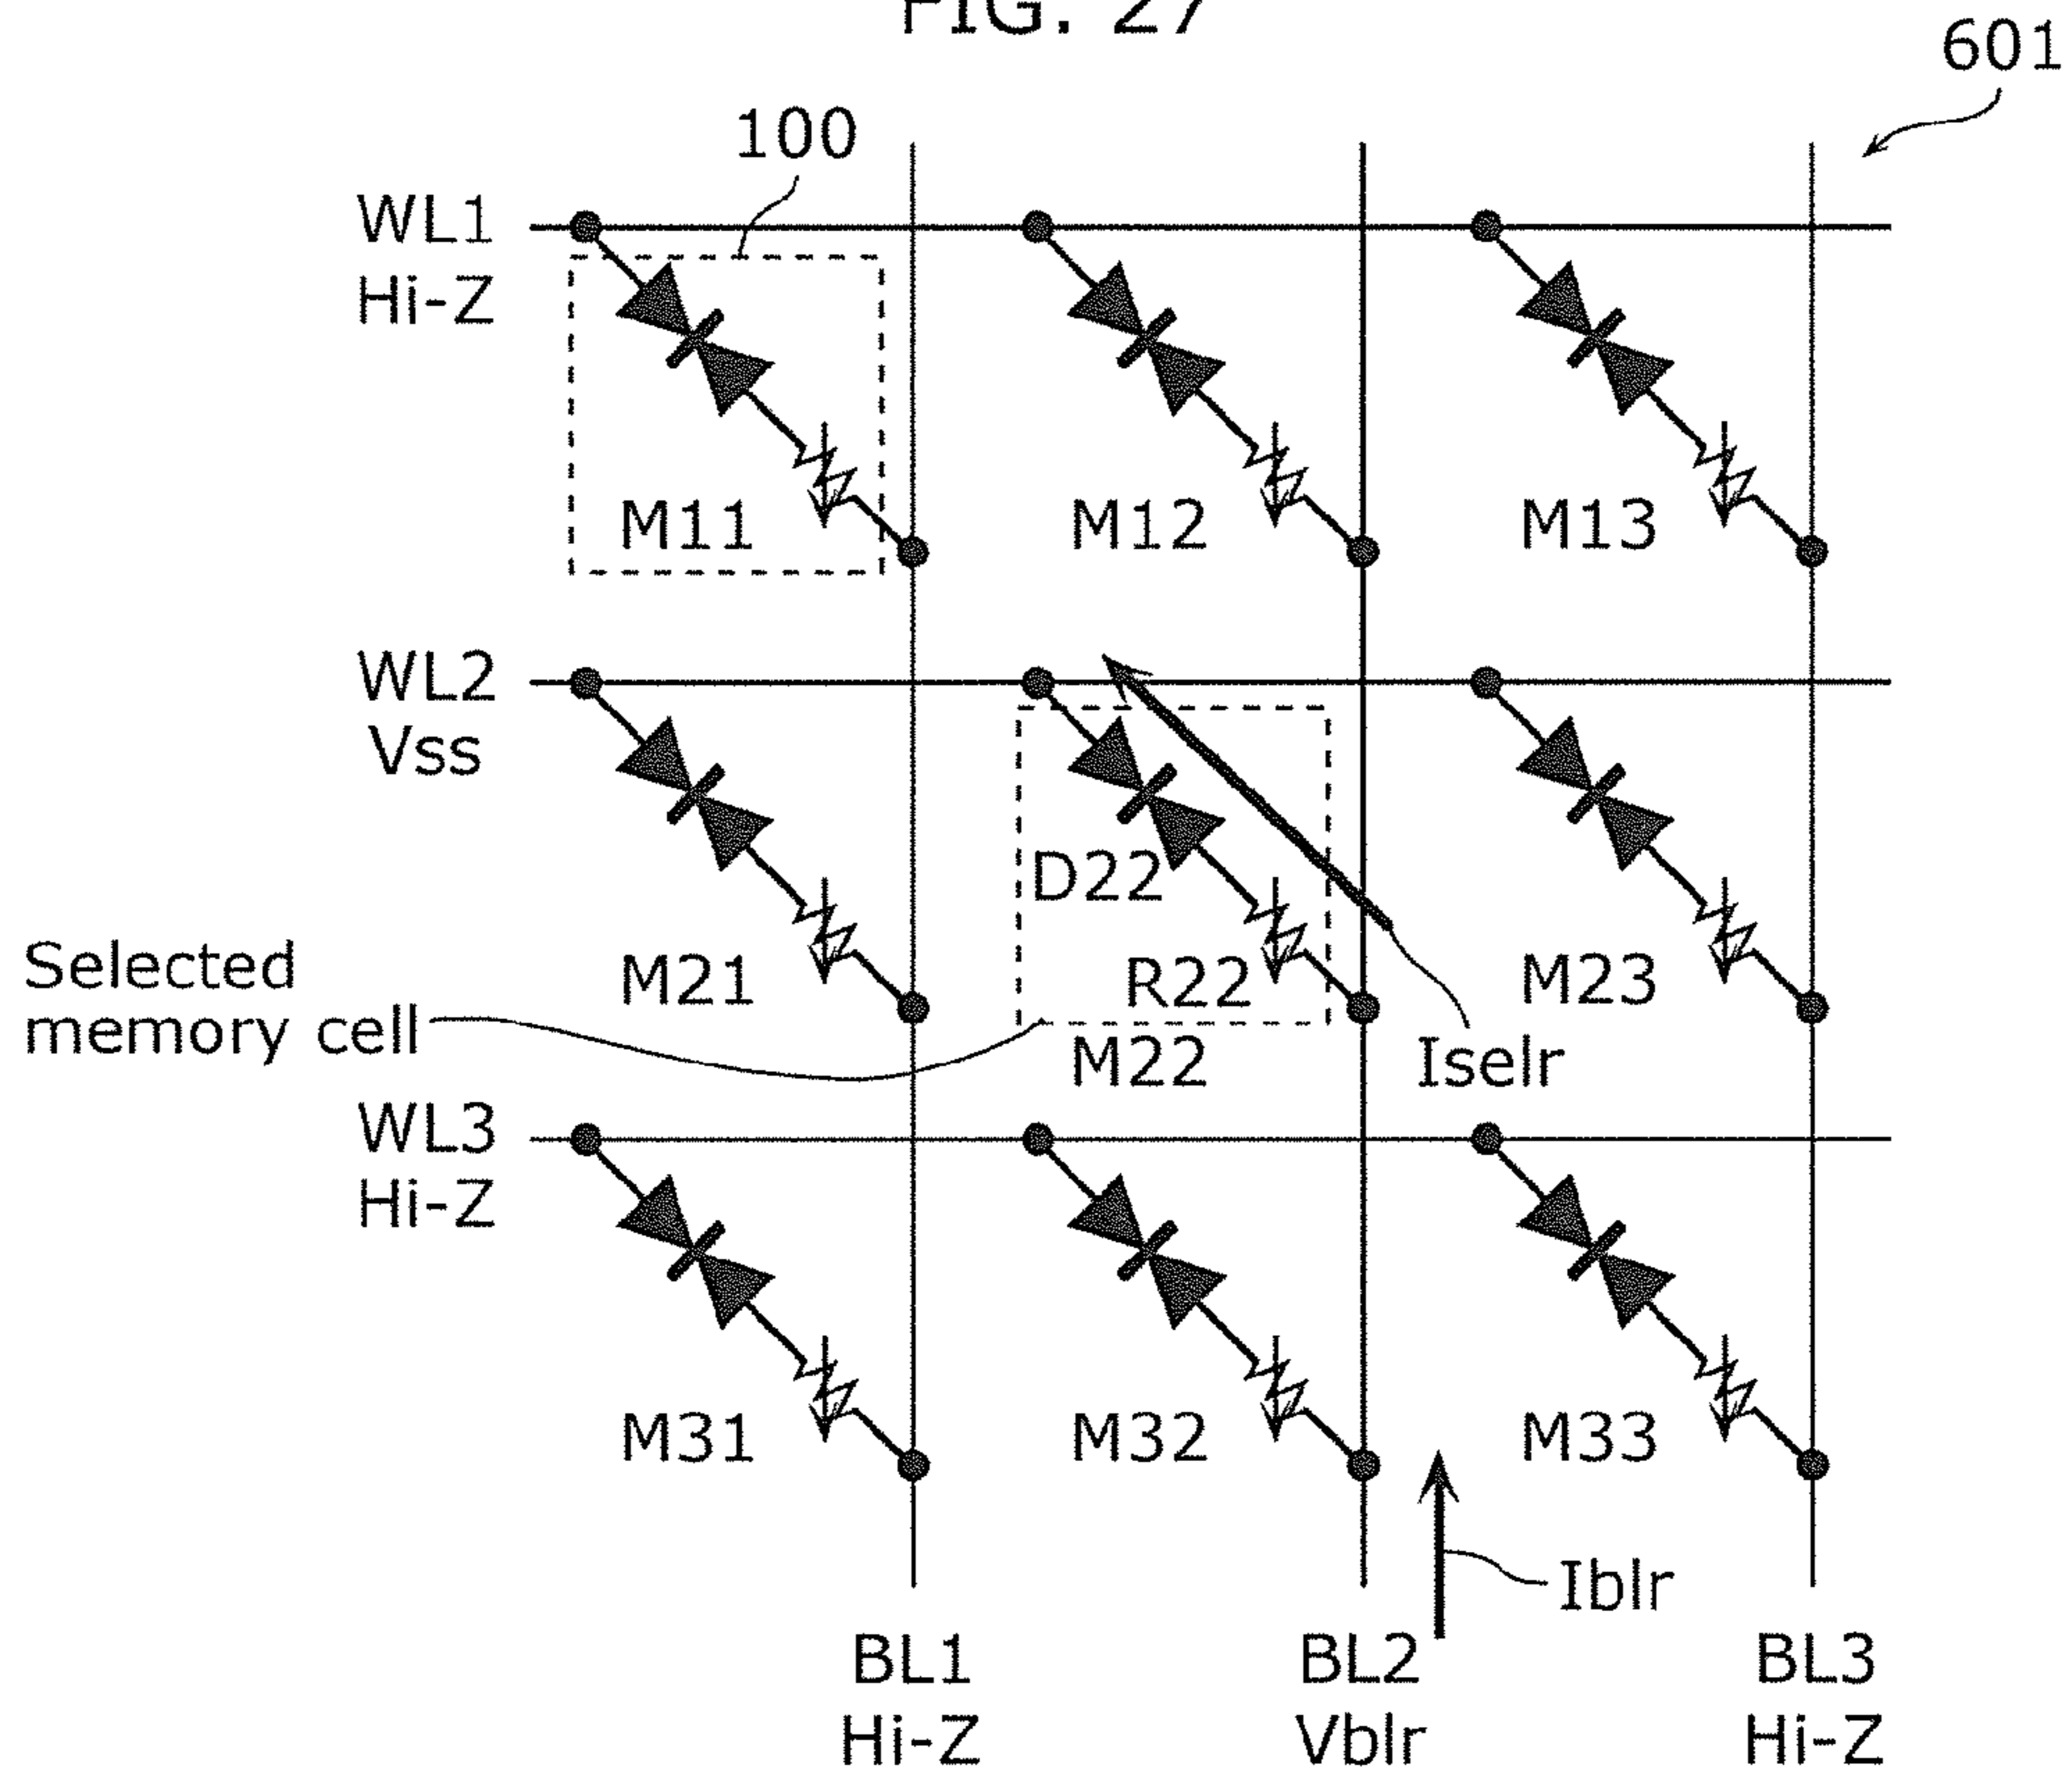 FIG. 27
601
100
WL1
Hi-Z
M11
M12
M13
WL2
Vss
D22
R22
M21
M22
M23
Selected
memory cell
Iselr
WL3
Hi-Z
M31
M32
M33
Iblr
BL1
Hi-Z
BL2
Vblr
BL3
Hi-Z